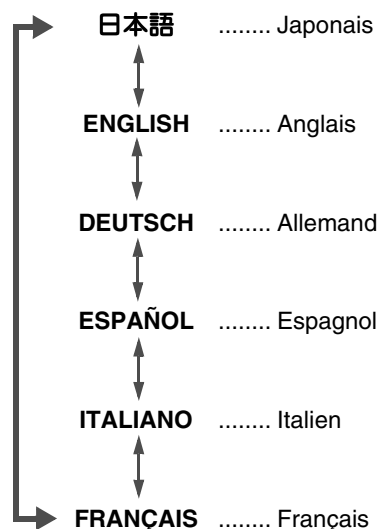 日本語 ........ Japonais
ENGLISH ........ Anglais
DEUTSCH ........ Allemand
ESPAÑOL ........ Espagnol
ITALIANO ........ Italien
FRANÇAIS ........ Français